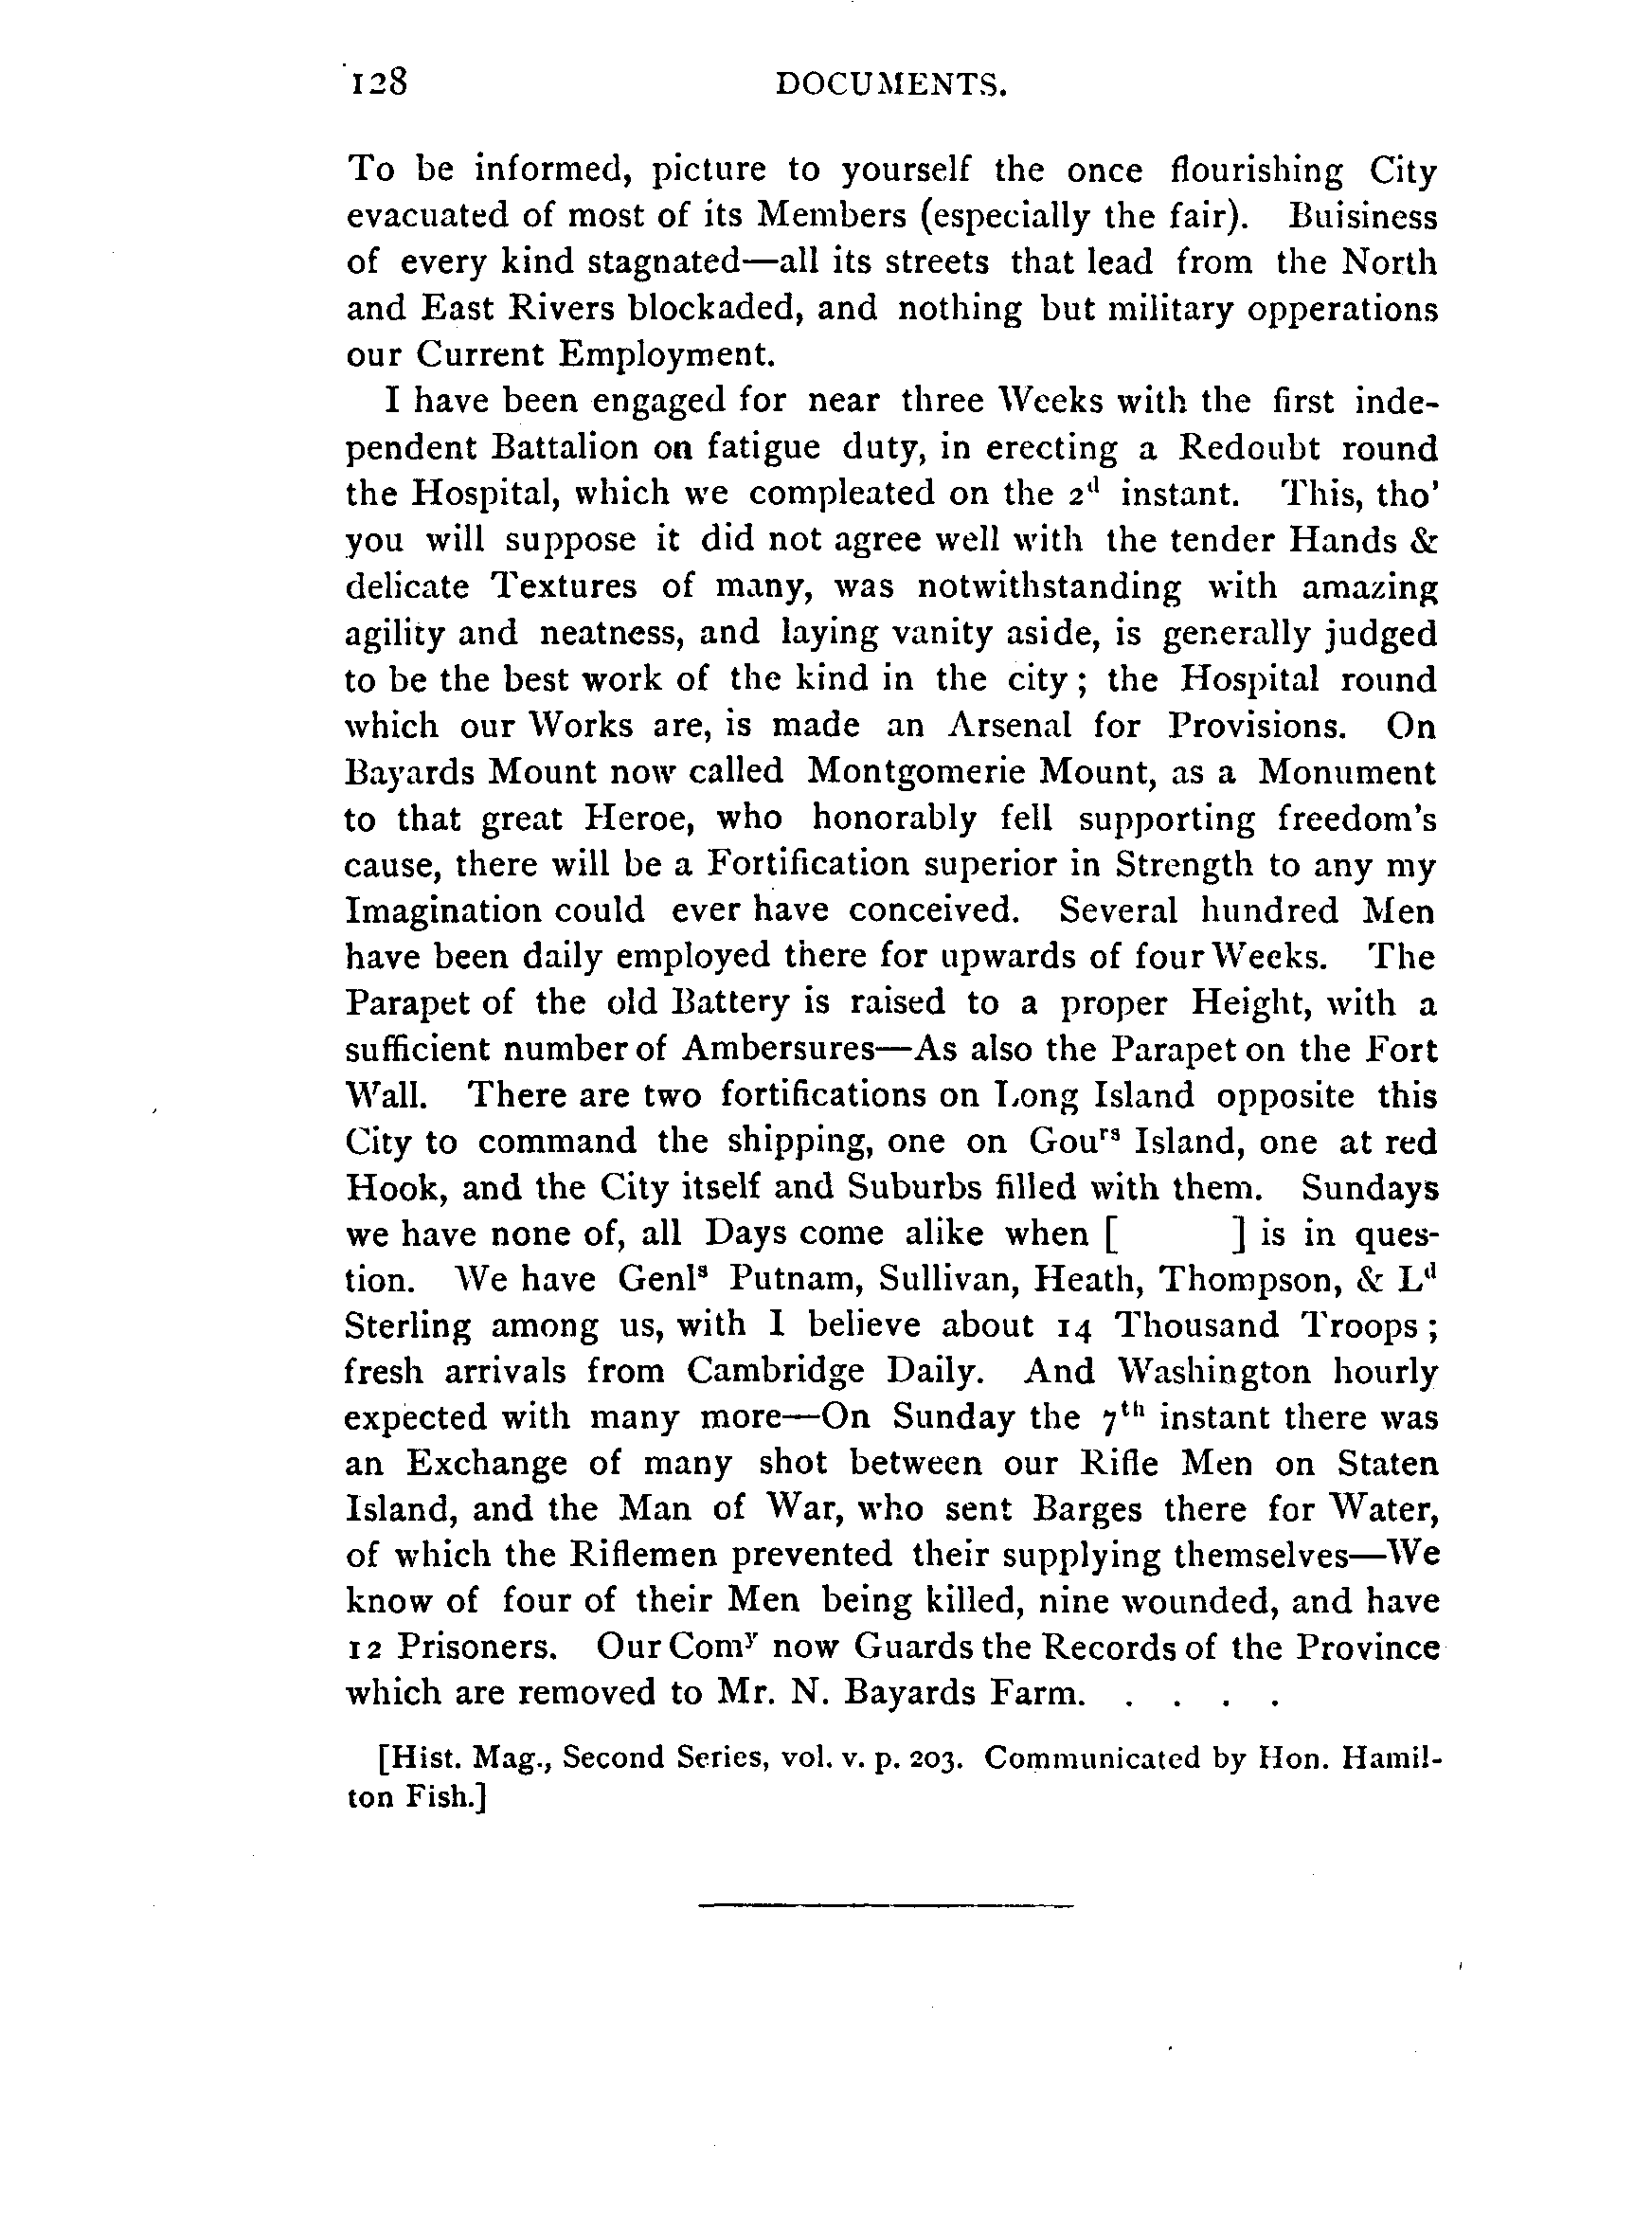 128 DOCUMENTS.
To be informed, picture to yourself the once flourishing City
evacuated of most of its Members (especially the fair). Buisiness
of every kind stagnated—all its streets that lead from the North
and East Rivers blockaded, and nothing but military opperations
our Current Employment.
I have been engaged for near three Weeks with the first inde-
pendent Battalion on fatigue duty, in erecting a Redoubt round
the Hospital, which we compleated on the 2ᵈ instant. This, tho'
you will suppose it did not agree well with the tender Hands &
delicate Textures of many, was notwithstanding with amazing
agility and neatness, and laying vanity aside, is generally judged
to be the best work of the kind in the city; the Hospital round
which our Works are, is made an Arsenal for Provisions. On
Bayards Mount now called Montgomerie Mount, as a Monument
to that great Heroe, who honorably fell supporting freedom's
cause, there will be a Fortification superior in Strength to any my
Imagination could ever have conceived. Several hundred Men
have been daily employed there for upwards of four Weeks. The
Parapet of the old Battery is raised to a proper Height, with a
sufficient number of Ambersures—As also the Parapet on the Fort
Wall. There are two fortifications on Long Island opposite this
City to command the shipping, one on Gouʳˢ Island, one at red
Hook, and the City itself and Suburbs filled with them. Sundays
we have none of, all Days come alike when [ ] is in ques-
tion. We have Genlˢ Putnam, Sullivan, Heath, Thompson, & Lᵈ
Sterling among us, with I believe about 14 Thousand Troops;
fresh arrivals from Cambridge Daily. And Washington hourly
expected with many more—On Sunday the 7ᵗʰ instant there was
an Exchange of many shot between our Rifle Men on Staten
Island, and the Man of War, who sent Barges there for Water,
of which the Riflemen prevented their supplying themselves—We
know of four of their Men being killed, nine wounded, and have
12 Prisoners. Our Comʸ now Guards the Records of the Province
which are removed to Mr. N. Bayards Farm. . . . .
[Hist. Mag., Second Series, vol. v. p. 203. Communicated by Hon. Hamil-
ton Fish.]